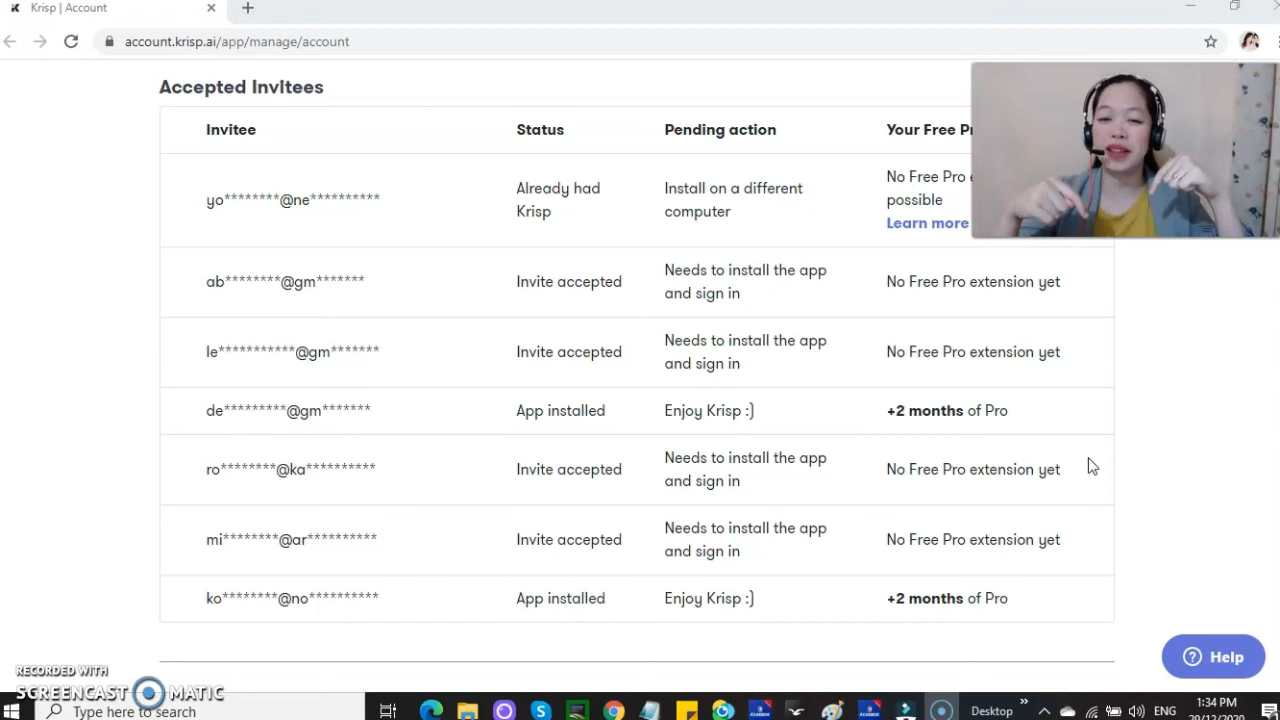 Krisp | Account
account.krisp.ai/app/manage/account
Accepted Invitees
Invitee Status Pending action Your Free
yo********@ne********** Already had Krisp Install on a different computer No Free Pro possible
Learn more
ab********@gm******* Invite accepted Needs to install the app and sign in No Free Pro extension yet
le***********@gm******* Invite accepted Needs to install the app and sign in No Free Pro extension yet
de*********@gm******* App installed Enjoy Krisp :) +2 months of Pro
ro********@ka********** Invite accepted Needs to install the app and sign in No Free Pro extension yet
mi********@ar********** Invite accepted Needs to install the app and sign in No Free Pro extension yet
ko********@no********** App installed Enjoy Krisp :) +2 months of Pro
Help
RECORDED WITH
SCREENCAST MATIC
Type here to search
Desktop
ENG
1:34 PM